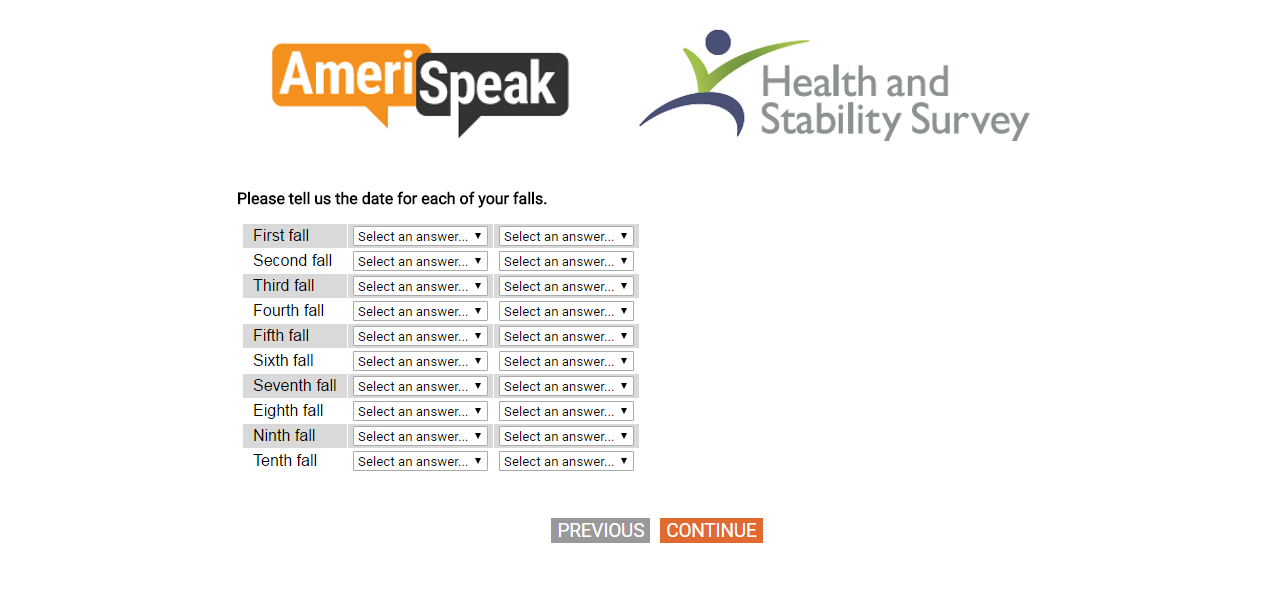 AmeriSpeak
Health and
Stability Survey
Please tell us the date for each of your falls.
First fall Select an answer... Select an answer...
Second fall Select an answer... Select an answer...
Third fall Select an answer... Select an answer...
Fourth fall Select an answer... Select an answer...
Fifth fall Select an answer... Select an answer...
Sixth fall Select an answer... Select an answer...
Seventh fall Select an answer... Select an answer...
Eighth fall Select an answer... Select an answer...
Ninth fall Select an answer... Select an answer...
Tenth fall Select an answer... Select an answer...
PREVIOUS CONTINUE